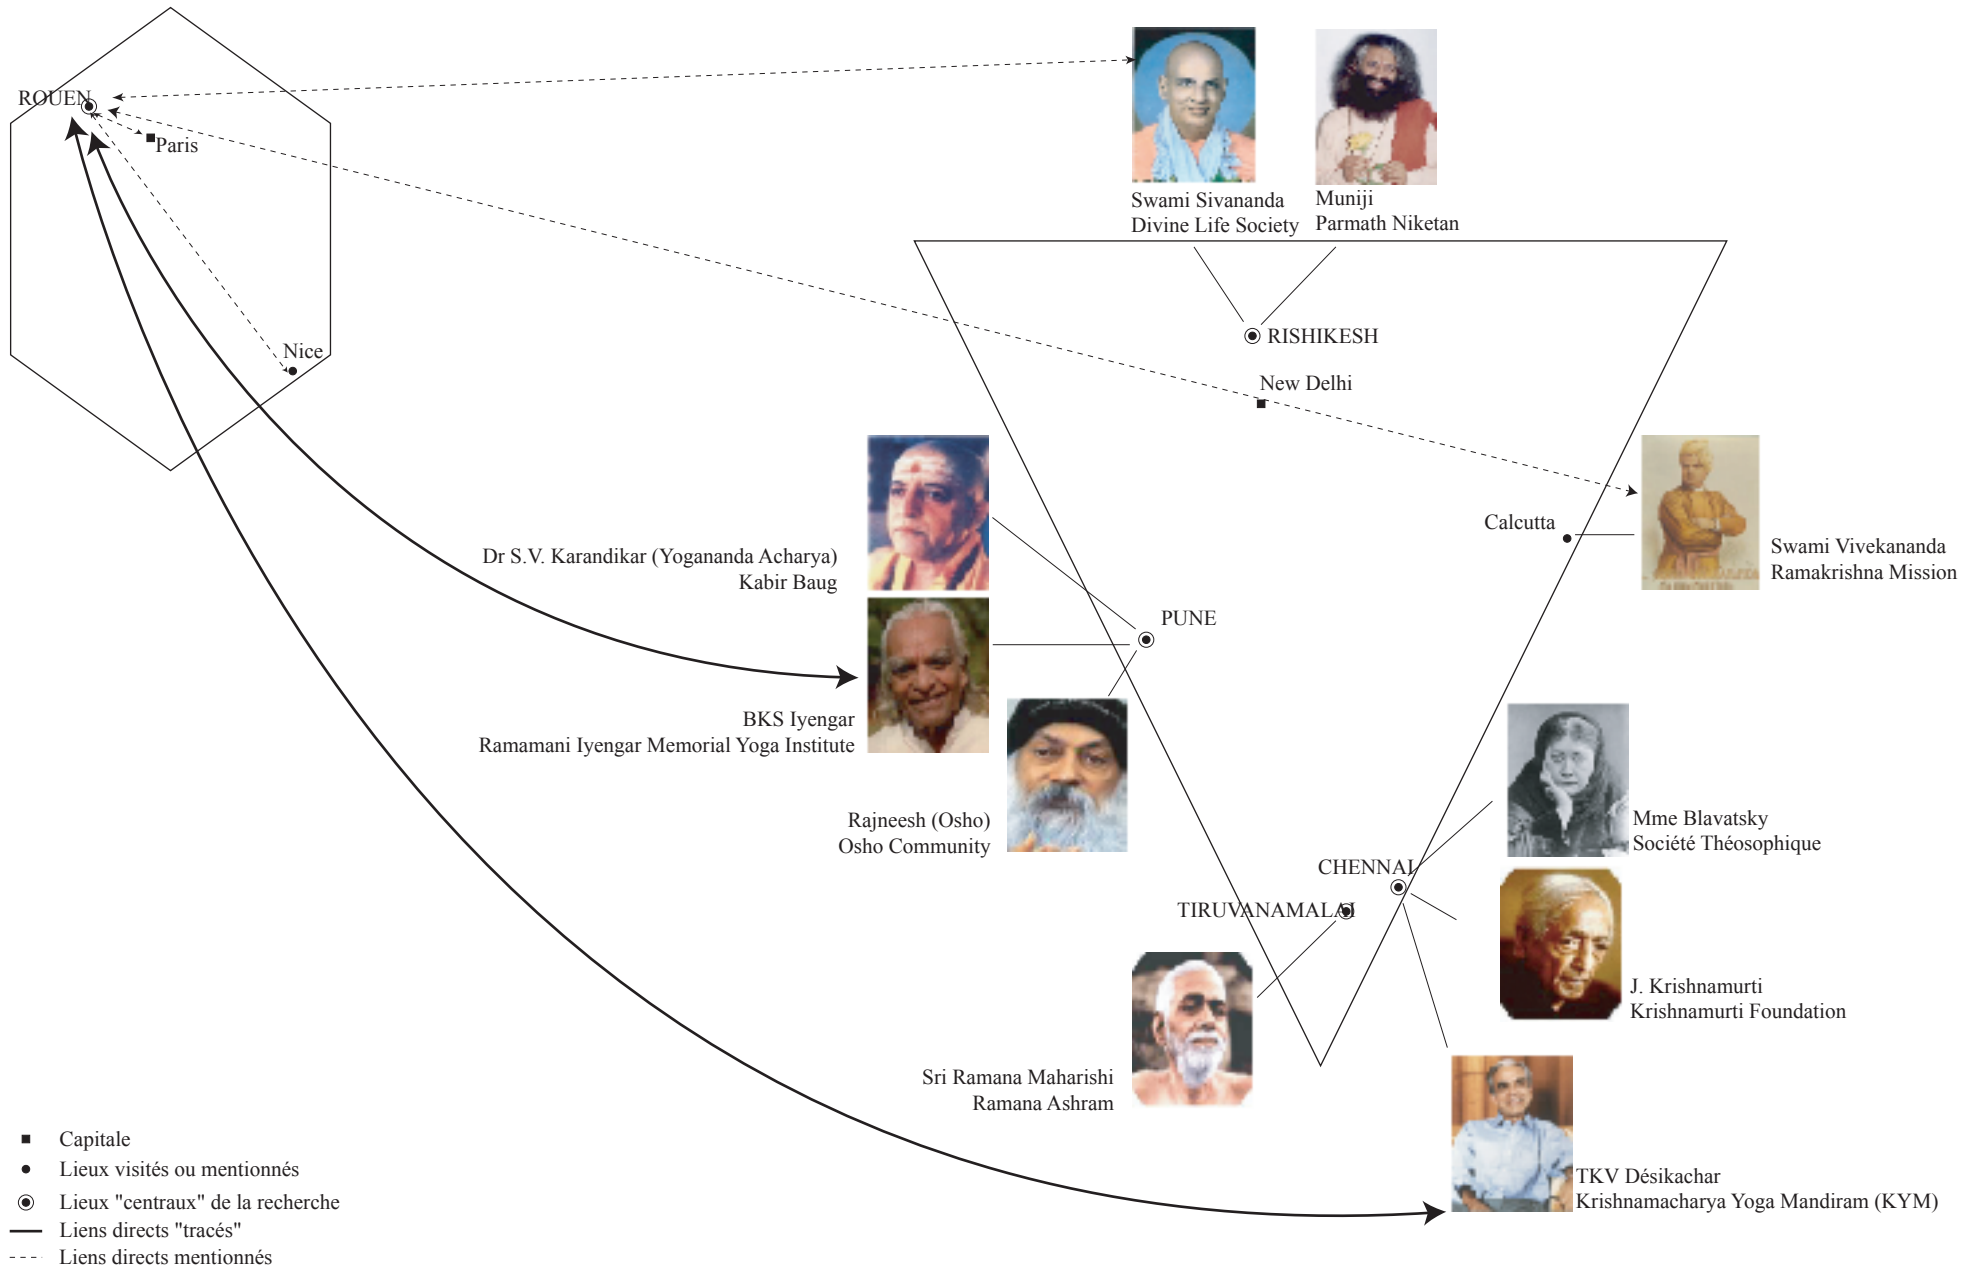 ROUEN
Paris
Nice
Swami Sivananda
Divine Life Society
Muniji
Parmath Niketan
RISHIKESH
New Delhi
Calcutta
Swami Vivekananda
Ramakrishna Mission
Dr S.V. Karandikar (Yogananda Acharya)
Kabir Baug
PUNE
BKS Iyengar
Ramamani Iyengar Memorial Yoga Institute
Rajneesh (Osho)
Osho Community
Mme Blavatsky
Société Théosophique
CHENNAI
TIRUVANAMALAI
J. Krishnamurti
Krishnamurti Foundation
Sri Ramana Maharishi
Ramana Ashram
TKV Désikachar
Krishnamacharya Yoga Mandiram (KYM)
Capitale
Lieux visités ou mentionnés
Lieux "centraux" de la recherche
Liens directs "tracés"
Liens directs mentionnés